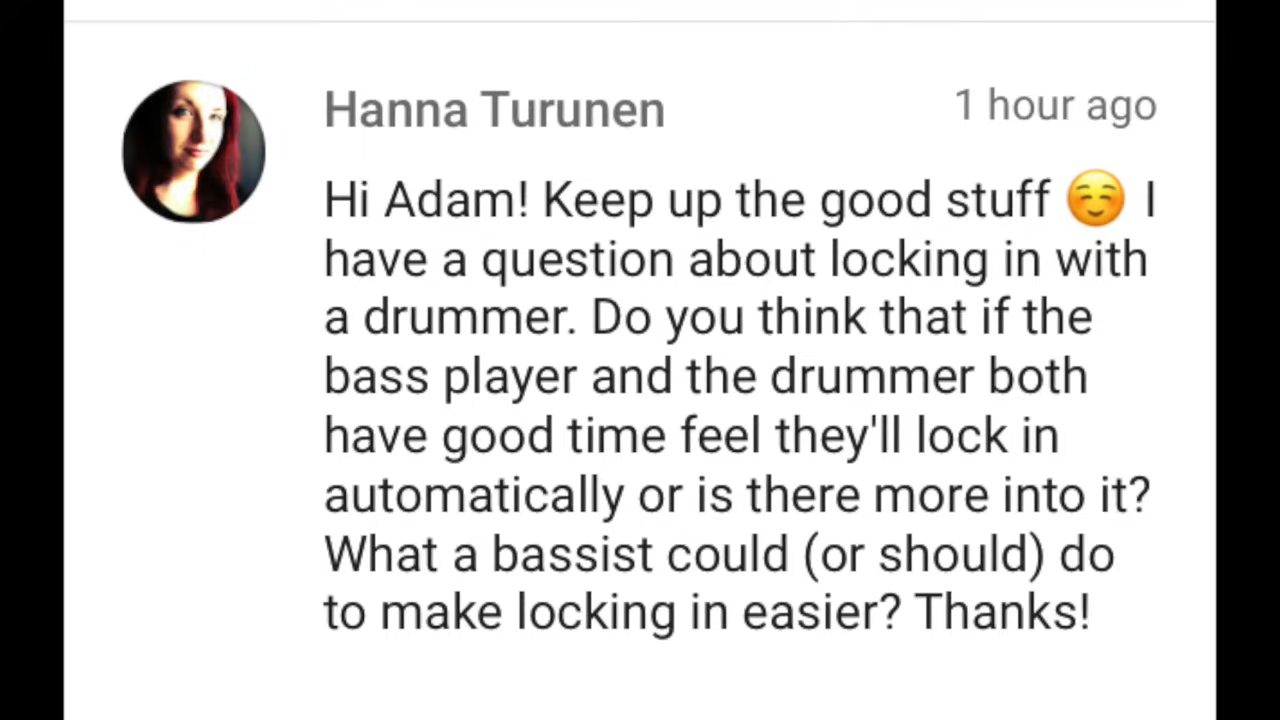 Hanna Turunen
1 hour ago
Hi Adam! Keep up the good stuff ☺️ I
have a question about locking in with
a drummer. Do you think that if the
bass player and the drummer both
have good time feel they'll lock in
automatically or is there more into it?
What a bassist could (or should) do
to make locking in easier? Thanks!